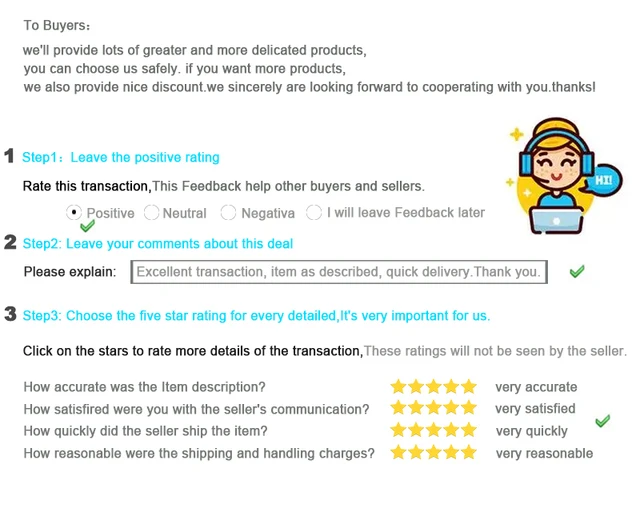 To Buyers：
we'll provide lots of greater and more delicated products,
you can choose us safely. if you want more products,
we also provide nice discount.we sincerely are looking forward to cooperating with you.thanks!
HI!
1 Step1：Leave the positive rating
Rate this transaction,This Feedback help other buyers and sellers.
Positive Neutral Negativa I will leave Feedback later
2 Step2: Leave your comments about this deal
Please explain: Excellent transaction, item as described, quick delivery.Thank you.
3 Step3: Choose the five star rating for every detailed,It's very important for us.
Click on the stars to rate more details of the transaction,These ratings will not be seen by the seller.
How accurate was the Item description? very accurate
How satisfired were you with the seller's communication? very satisfied
How quickly did the seller ship the item? very quickly
How reasonable were the shipping and handling charges? very reasonable